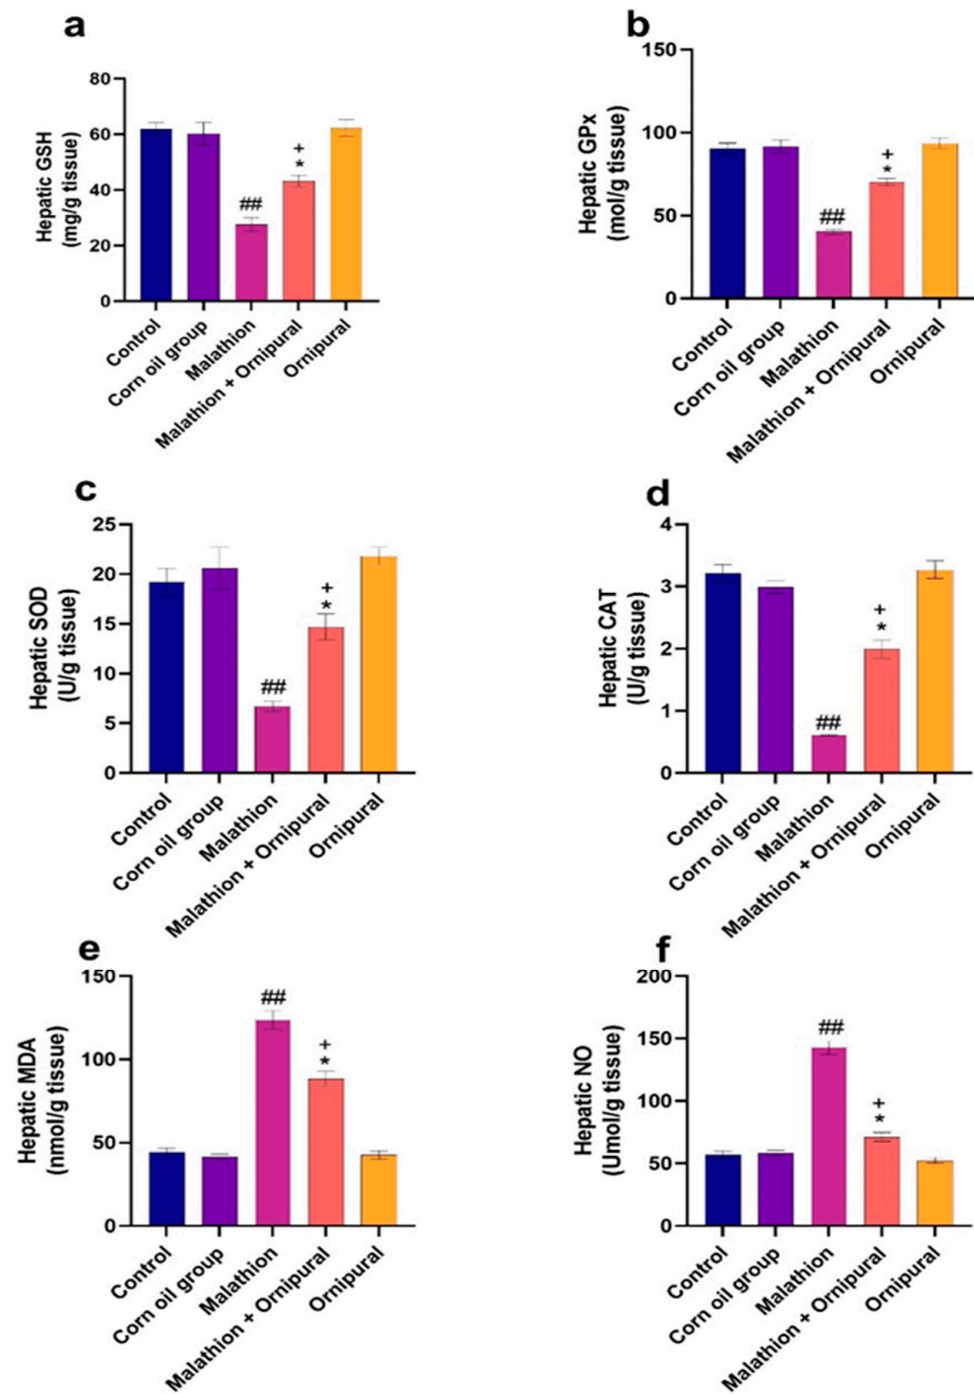 a
Hepatic GSH
(mg/g tissue)
80
60
40
20
0
##
+
*
Control
Corn oil group
Malathion
Malathion + Ornipural
Ornipural
b
Hepatic GPx
(mol/g tissue)
150
100
50
0
##
+
*
Control
Corn oil group
Malathion
Malathion + Ornipural
Ornipural
c
Hepatic SOD
(U/g tissue)
25
20
15
10
5
0
##
+
*
Control
Corn oil group
Malathion
Malathion + Ornipural
Ornipural
d
Hepatic CAT
(U/g tissue)
4
3
2
1
0
##
+
*
Control
Corn oil group
Malathion
Malathion + Ornipural
Ornipural
e
Hepatic MDA
(nmol/g tissue)
150
100
50
0
##
+
*
Control
Corn oil group
Malathion
Malathion + Ornipural
Ornipural
f
Hepatic NO
(Umol/g tissue)
200
150
100
50
0
##
+
*
Control
Corn oil group
Malathion
Malathion + Ornipural
Ornipural